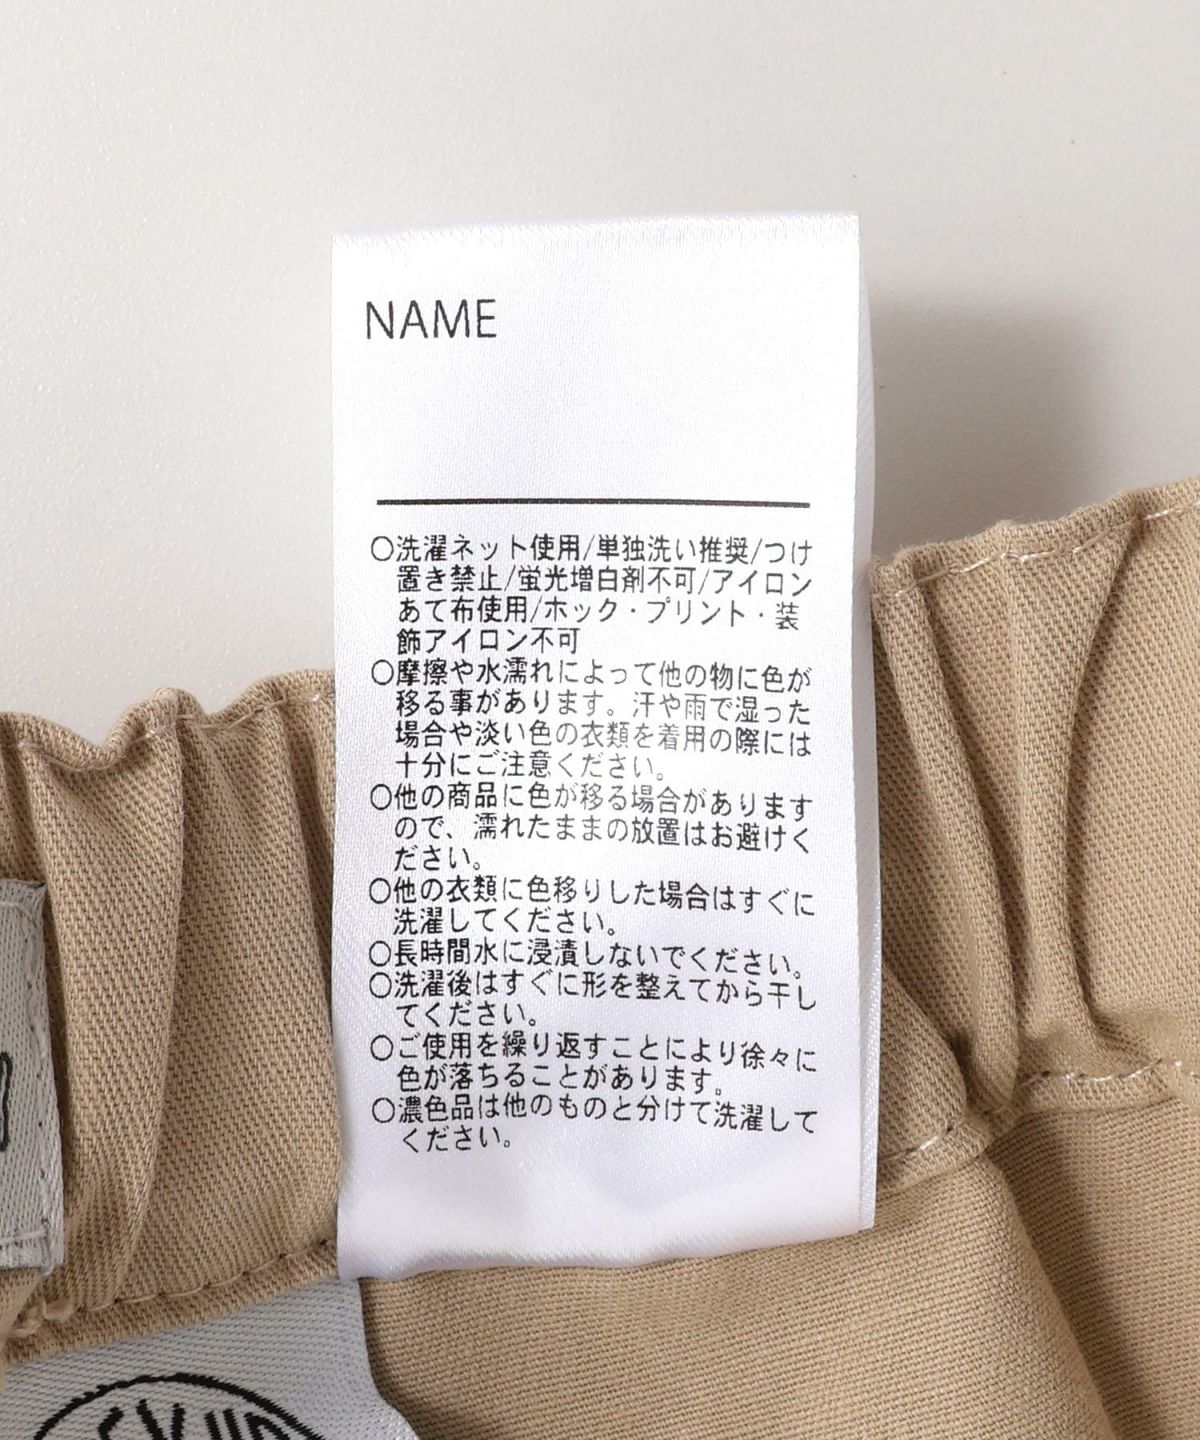 NAME
○洗濯ネット使用/単独洗い推奨/つけ
置き禁止/蛍光増白剤不可/アイロン
あて布使用/ホック・プリント・装
飾アイロン不可
○摩擦や水濡れによって他の物に色が
移る事があります。汗や雨で湿った
場合や淡い色の衣類を着用の際には
十分にご注意ください。
○他の商品に色が移る場合があります
ので、濡れたままの放置はお避けく
ださい。
○他の衣類に色移りした場合はすぐに
洗濯してください。
○長時間水に浸漬しないでください。
○洗濯後はすぐに形を整えてから干し
てください。
○ご使用を繰り返すことにより徐々に
色が落ちることがあります。
○濃色品は他のものと分けて洗濯して
ください。